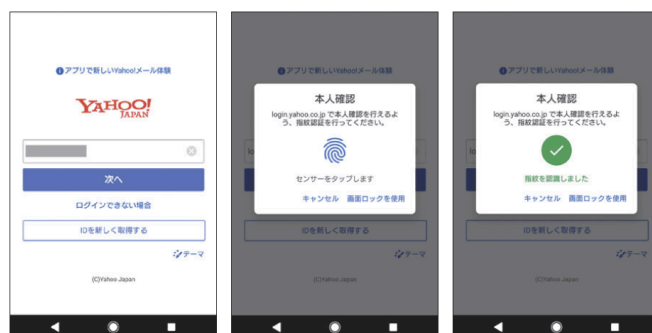 アプリで新しいYahoo!メール体験
YAHOO!
JAPAN
次へ
ログインできない場合
IDを新しく取得する
テーマ
(C)Yahoo Japan
アプリで新しいYahoo!メール体験
本人確認
login.yahoo.co.jp で本人確認を行えるよ
う、指紋認証を行ってください。
センサーをタップします
キャンセル 画面ロックを使用
IDを新しく取得する
テーマ
(C)Yahoo Japan
アプリで新しいYahoo!メール体験
本人確認
login.yahoo.co.jp で本人確認を行えるよ
う、指紋認証を行ってください。
指紋を認識しました
キャンセル 画面ロックを使用
IDを新しく取得する
テーマ
(C)Yahoo Japan